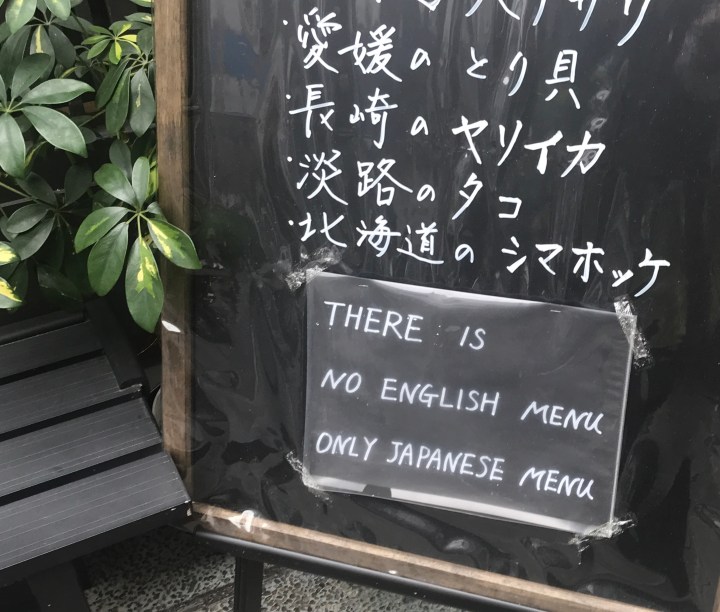 ・愛媛のとり貝
・長崎のヤリイカ
・淡路のタコ
・北海道のシマホッケ
THERE IS
NO ENGLISH MENU
ONLY JAPANESE MENU